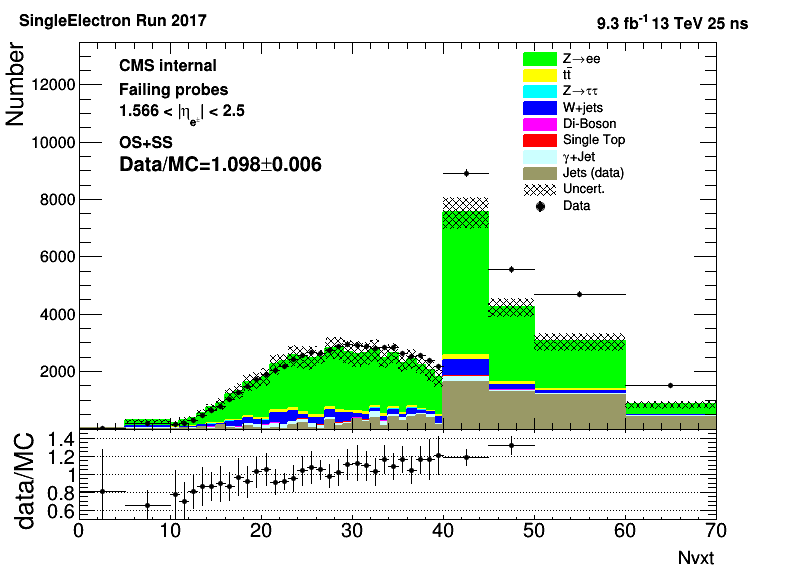 SingleElectron Run 2017
9.3 fb⁻¹ 13 TeV 25 ns
Number
CMS internal
Failing probes
1.566 < |η_e±| < 2.5
OS+SS
Data/MC=1.098±0.006
Z→ee
tt̄
Z→ττ
W+jets
Di-Boson
Single Top
γ+Jet
Jets (data)
Uncert.
Data
12000
10000
8000
6000
4000
2000
data/MC
1.4
1.2
1
0.8
0.6
0 10 20 30 40 50 60 70
Nvxt